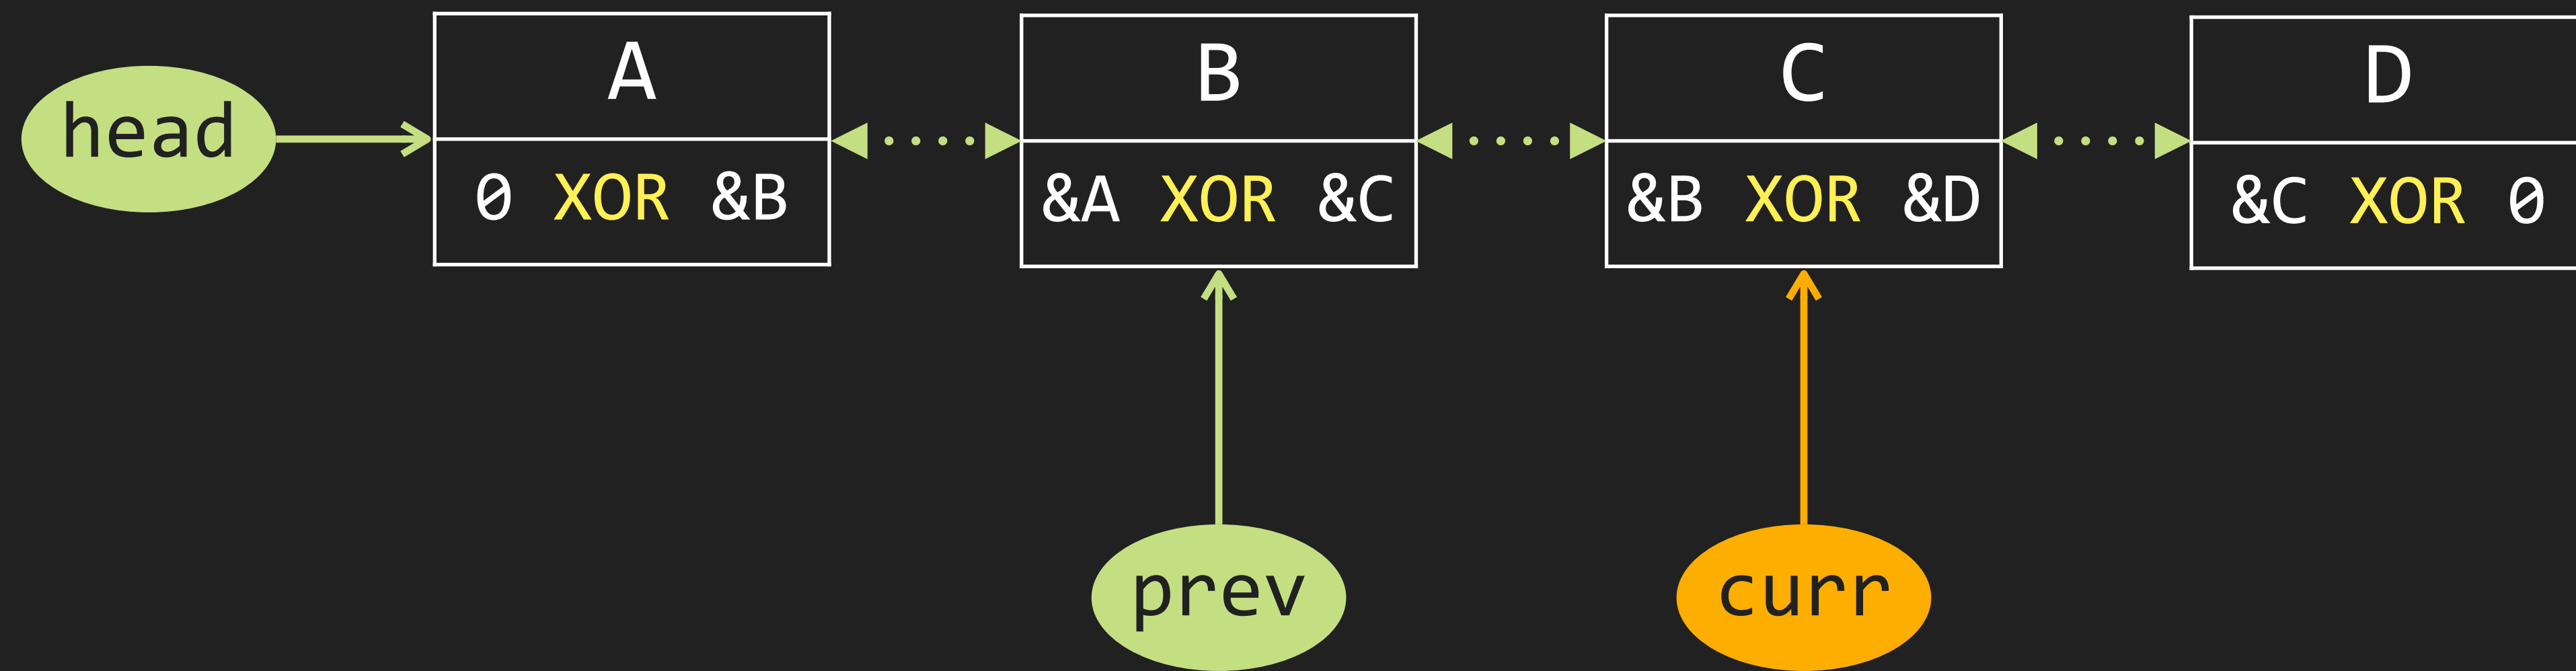 head
A
B
C
D
0 XOR &B
&A XOR &C
&B XOR &D
&C XOR 0
prev
curr